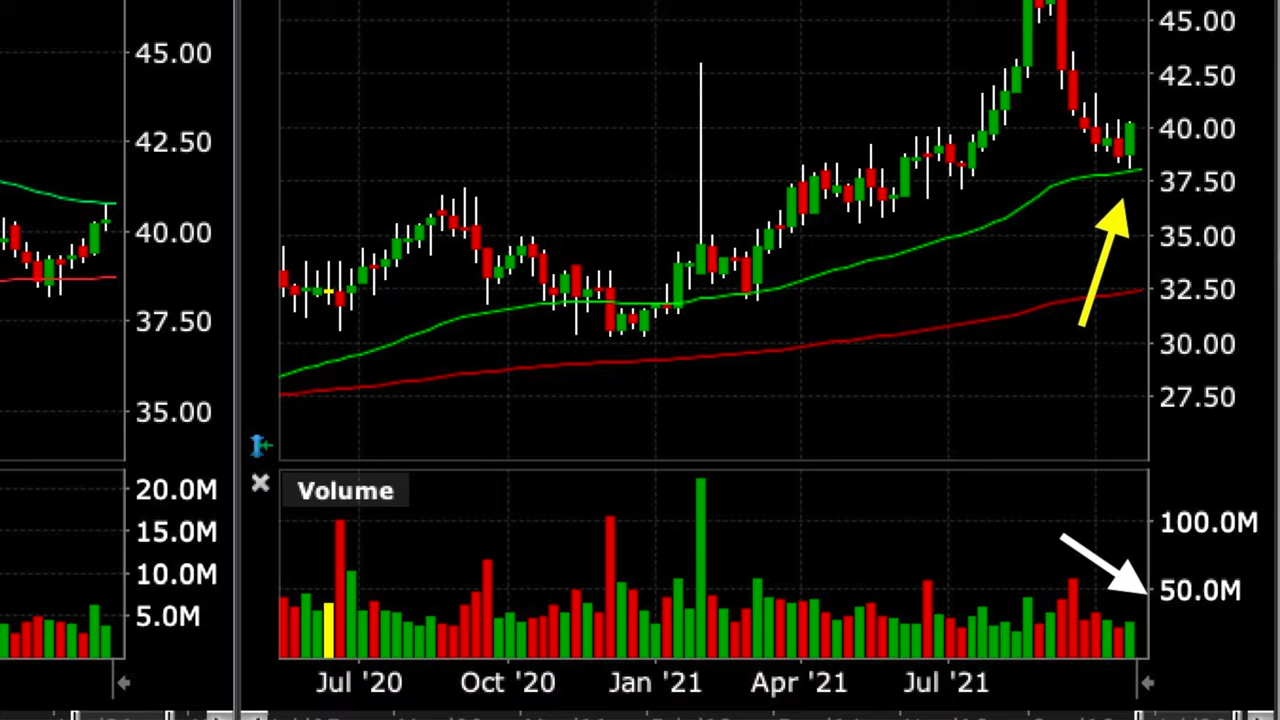 45.00
42.50
40.00
37.50
35.00
20.0M
15.0M
10.0M
5.0M
45.00
42.50
40.00
37.50
35.00
32.50
30.00
27.50
Volume
100.0M
50.0M
Jul '20
Oct '20
Jan '21
Apr '21
Jul '21